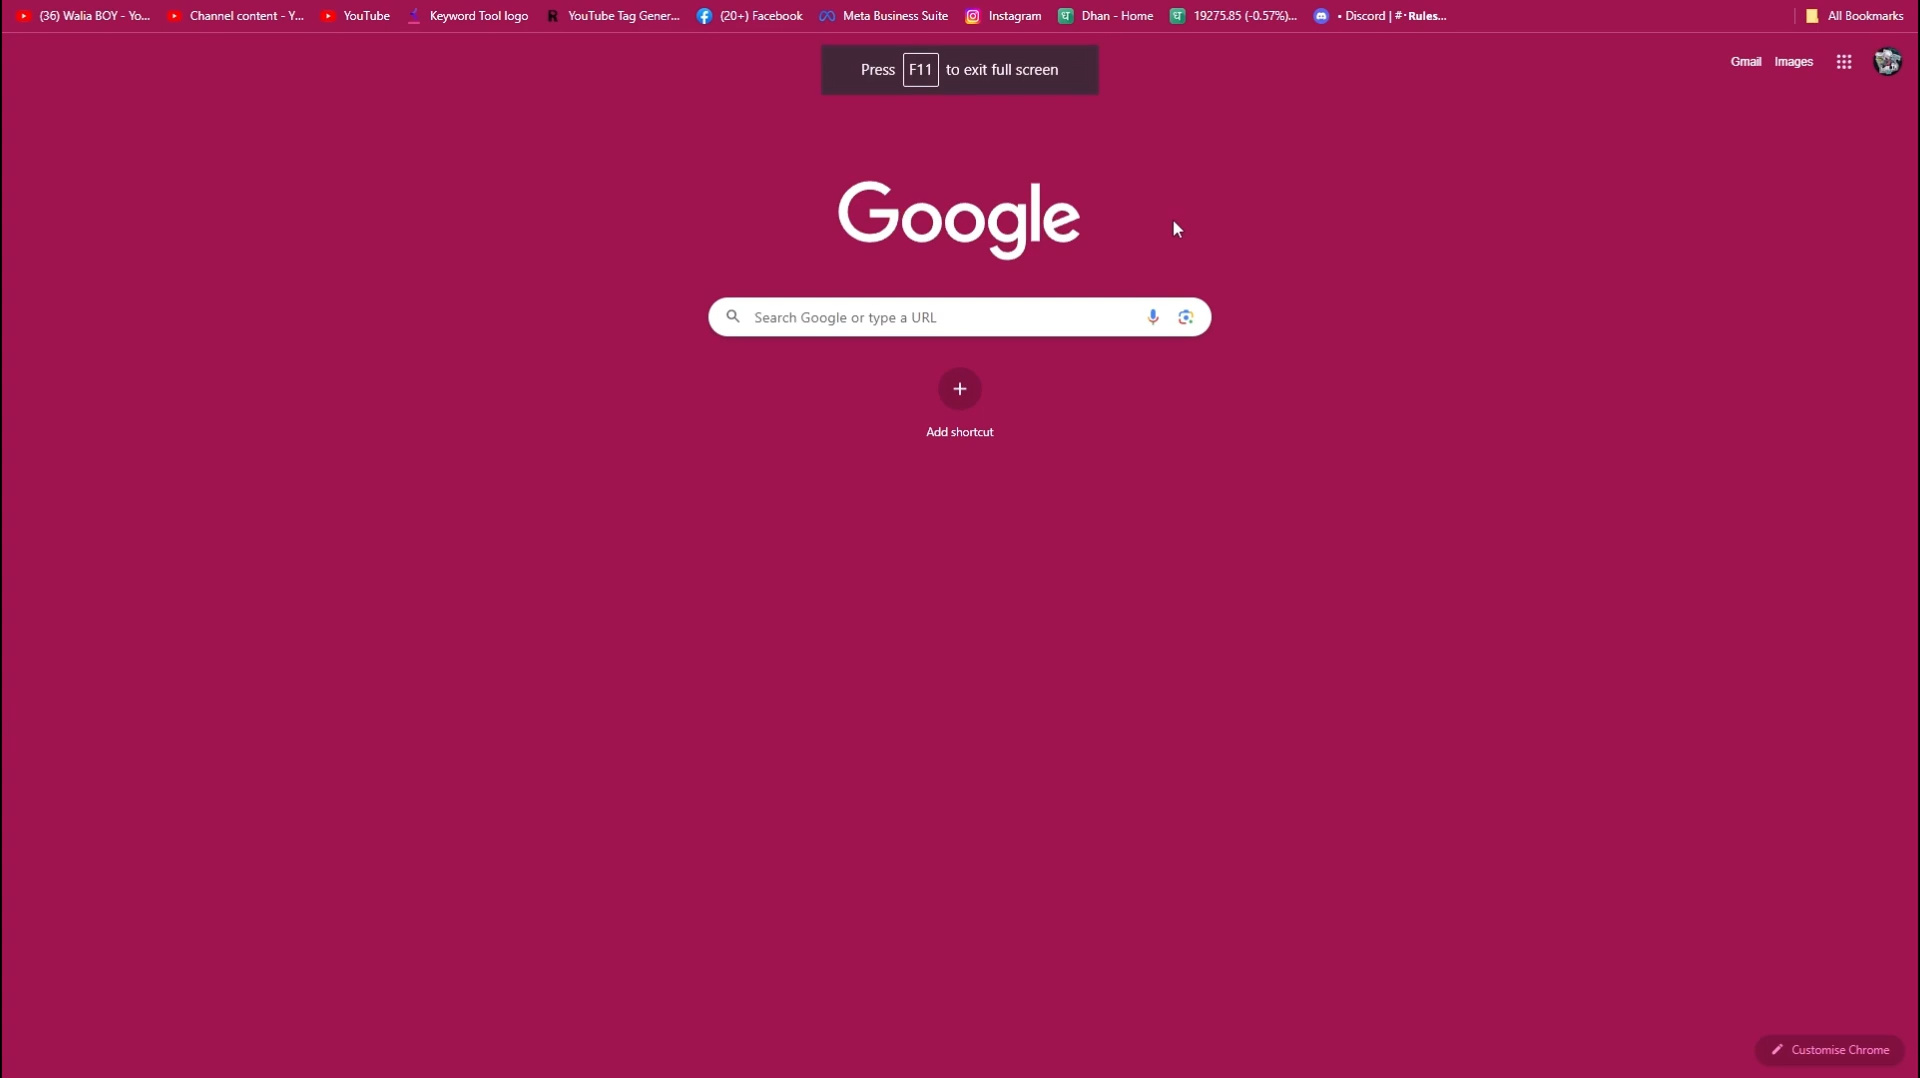 (36) Walia BOY - Yo... Channel content - Y... YouTube Keyword Tool logo YouTube Tag Gener... (20+) Facebook Meta Business Suite Instagram Dhan - Home 19275.85 (-0.57%)... • Discord | #・Rules... All Bookmarks
Press F11 to exit full screen
Gmail Images
Google
Search Google or type a URL
+
Add shortcut
Customise Chrome